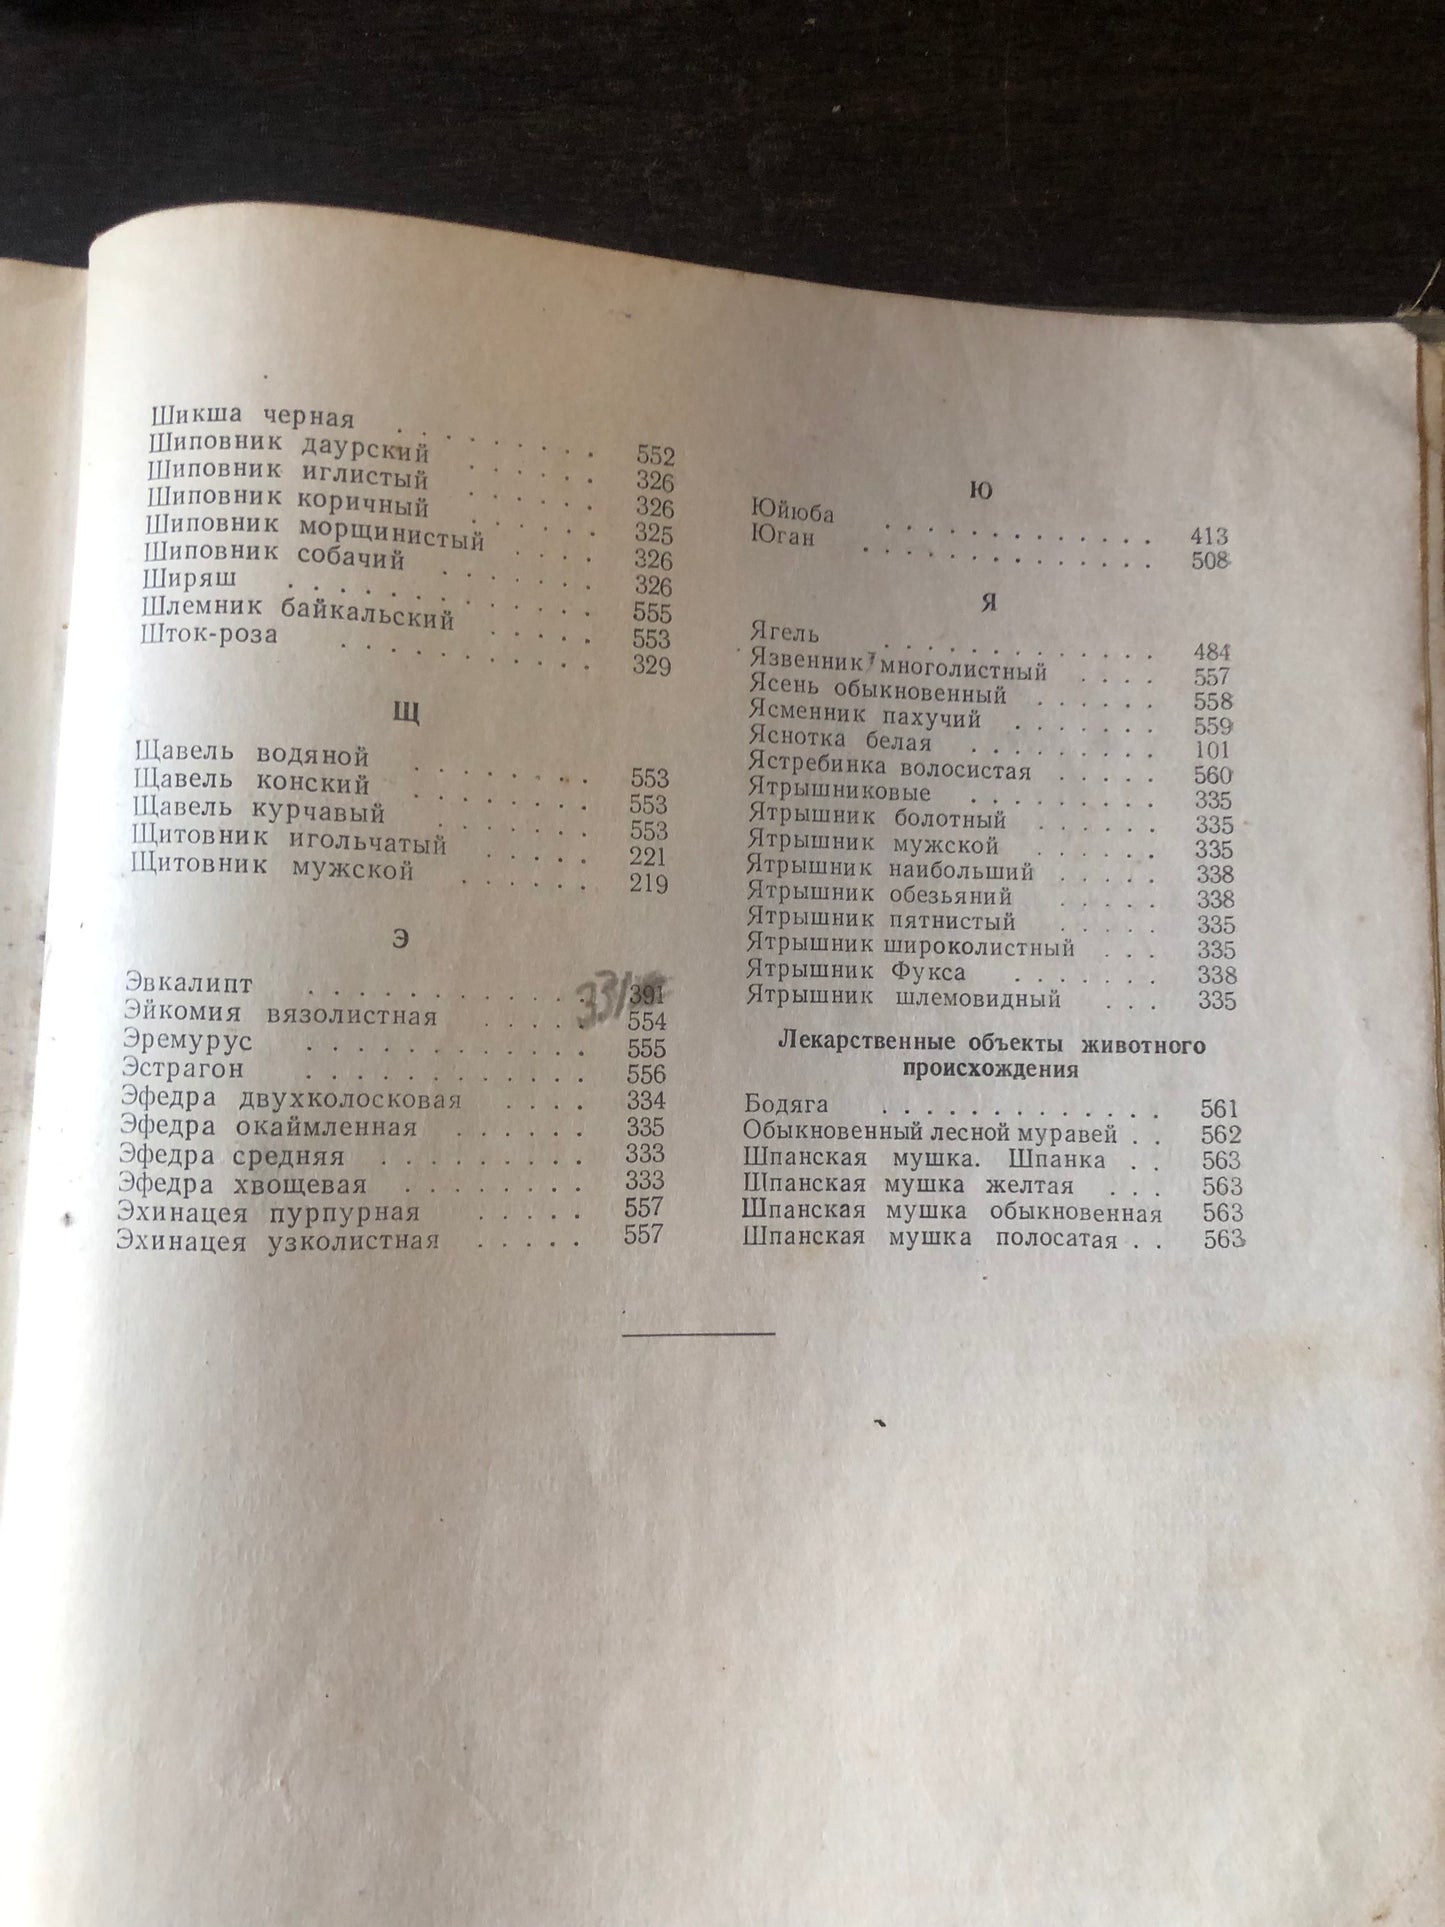 Шикша черная . . . . . . . . 552
Шиповник даурский . . . . . . 326
Шиповник иглистый . . . . . . 326
Шиповник коричный . . . . . . 325
Шиповник морщинистый . . . . 326
Шиповник собачий . . . . . . . 326
Ширяш . . . . . . . . . . . . 555
Шлемник байкальский . . . . . 553
Шток-роза . . . . . . . . . . . 329
Щ
Щавель водяной . . . . . . . . 553
Щавель конский . . . . . . . . 553
Щавель курчавый . . . . . . . 553
Щитовник игольчатый . . . . . 221
Щитовник мужской . . . . . . 219
Э
Эвкалипт . . . . . . . . . . . . 391
Эйкомия вязолистная . . . . . 554
Эремурус . . . . . . . . . . . . 555
Эстрагон . . . . . . . . . . . . 556
Эфедра двухколосковая . . . . 334
Эфедра окаймленная . . . . . . 335
Эфедра средняя . . . . . . . . . 333
Эфедра хвощевая . . . . . . . . 333
Эхинацея пурпурная . . . . . 557
Эхинацея узколистная . . . . . 557
Ю
Юйюба . . . . . . . . . . . . . 413
Юган . . . . . . . . . . . . . . 508
Я
Ягель . . . . . . . . . . . . . 484
Язвенник многолистный . . . . 557
Ясень обыкновенный . . . . . . 558
Ясменник пахучий . . . . . . . 559
Яснотка белая . . . . . . . . . 101
Ястребинка волосистая . . . . . 560
Ятрышниковые . . . . . . . . . 335
Ятрышник болотный . . . . . . 335
Ятрышник мужской . . . . . . 335
Ятрышник наибольший . . . . . 338
Ятрышник обезьяний . . . . . 338
Ятрышник пятнистый . . . . . 335
Ятрышник широколистный . . . 335
Ятрышник Фукса . . . . . . . 338
Ятрышник шлемовидный . . . 335
Лекарственные объекты животного
происхождения
Бодяга . . . . . . . . . . . . . 561
Обыкновенный лесной муравей . . 562
Шпанская мушка. Шпанка . . 563
Шпанская мушка желтая . . . 563
Шпанская мушка обыкновенная 563
Шпанская мушка полосатая . . 563